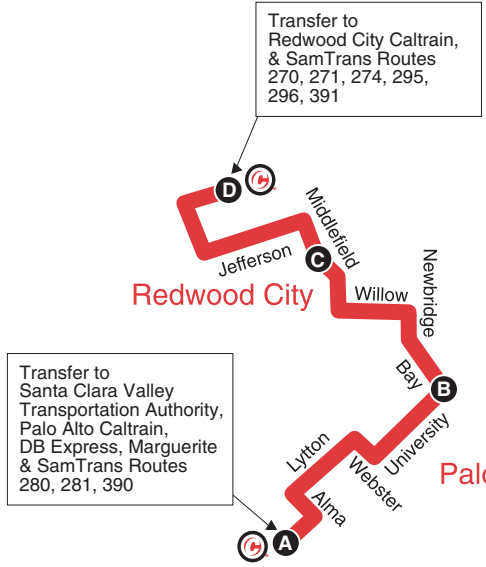 Transfer to
Redwood City Caltrain,
& SamTrans Routes
270, 271, 274, 295,
296, 391
D
Middlefield
C
Jefferson
Redwood City
Willow
Newbridge
Bay
B
Transfer to
Santa Clara Valley
Transportation Authority,
Palo Alto Caltrain,
DB Express, Marguerite
& SamTrans Routes
280, 281, 390
Lytton
University
Webster
Palo
Alma
A